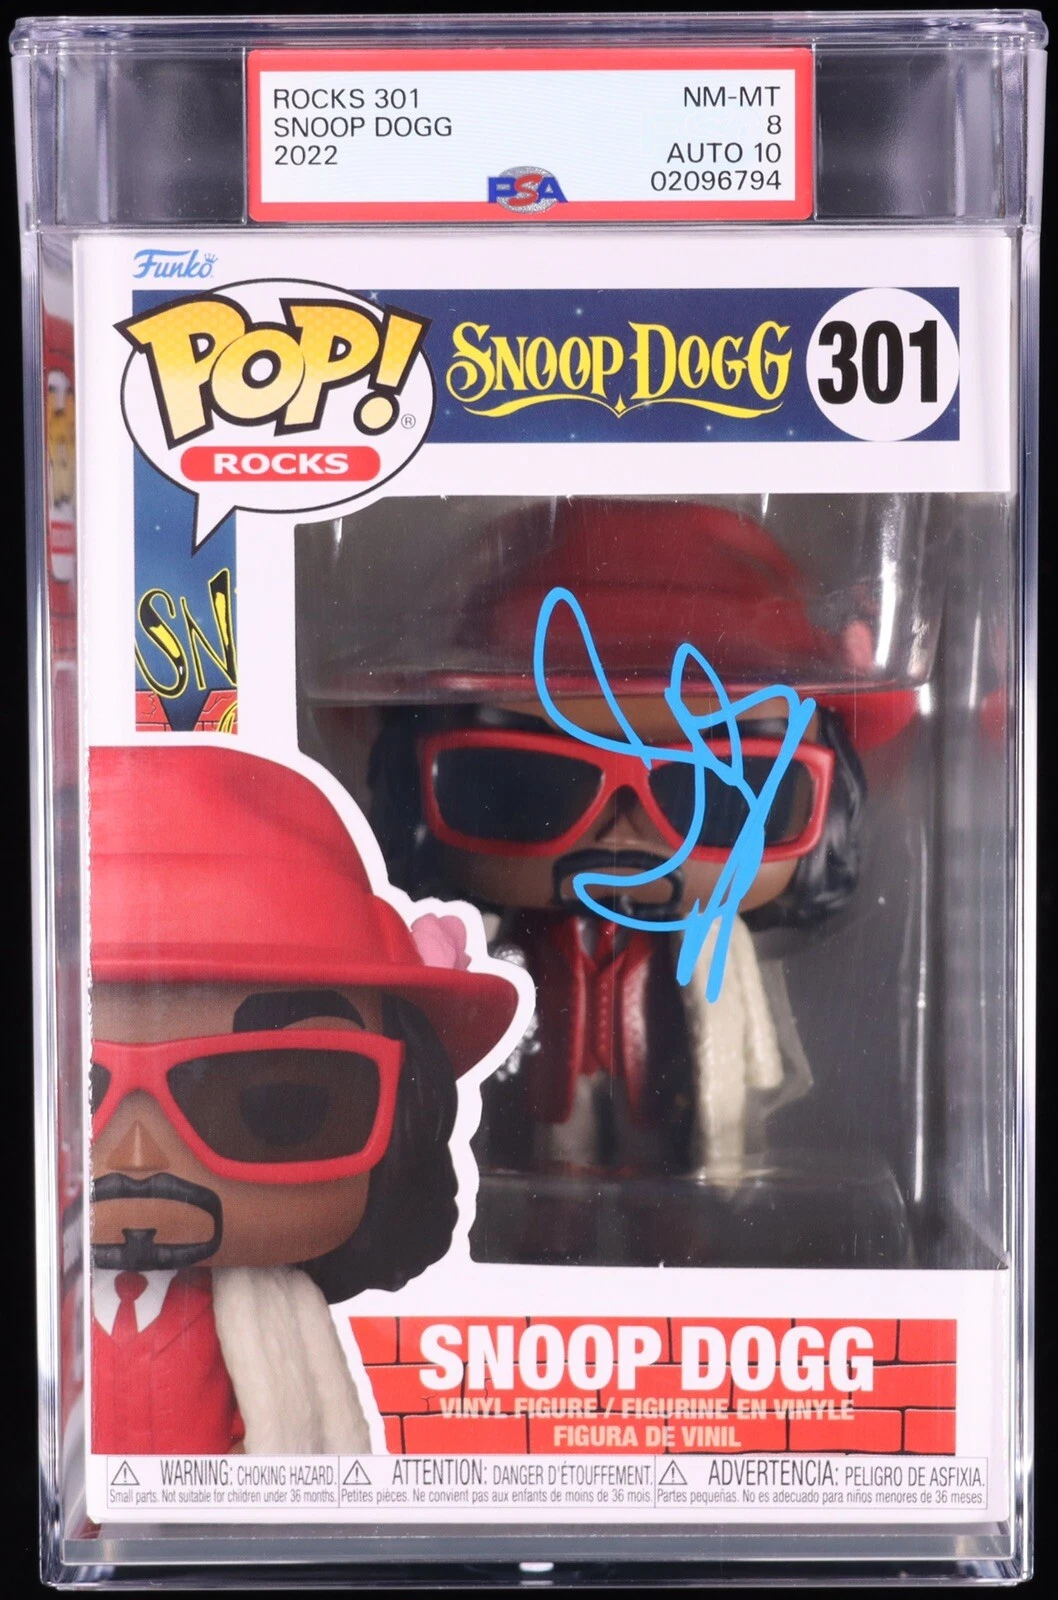 ROCKS 301
SNOOP DOGG
2022
NM-MT
8
AUTO 10
02096794
PSA
Funko
POP! ®
ROCKS
SNOOP DOGG
301
SN
SNOOP DOGG
VINYL FIGURE / FIGURINE EN VINYLE
FIGURA DE VINIL
WARNING: CHOKING HAZARD.
Small parts. Not suitable for children under 36 months.
ATTENTION: DANGER D'ÉTOUFFEMENT.
Petites pièces. Ne convient pas aux enfants de moins de 36 mois.
ADVERTENCIA: PELIGRO DE ASFIXIA.
Partes pequeñas. No es adecuado para niños menores de 36 meses.